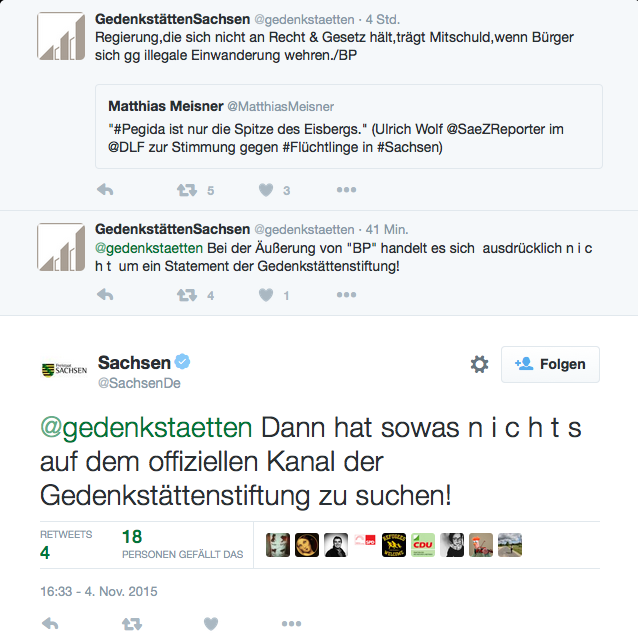 GedenkstättenSachsen @gedenkstaetten · 4 Std.
Regierung,die sich nicht an Recht & Gesetz hält,trägt Mitschuld,wenn Bürger
sich gg illegale Einwanderung wehren./BP
Matthias Meisner @MatthiasMeisner
"#Pegida ist nur die Spitze des Eisbergs." (Ulrich Wolf @SaeZReporter im
@DLF zur Stimmung gegen #Flüchtlinge in #Sachsen)
5 3
GedenkstättenSachsen @gedenkstaetten · 41 Min.
@gedenkstaetten Bei der Äußerung von "BP" handelt es sich ausdrücklich n i c
h t um ein Statement der Gedenkstättenstiftung!
4 1
SACHSEN
Sachsen
@SachsenDe
Folgen
@gedenkstaetten Dann hat sowas n i c h t s
auf dem offiziellen Kanal der
Gedenkstättenstiftung zu suchen!
RETWEETS
4
18
PERSONEN GEFÄLLT DAS
SPD
REFUGEES
WELCOME
CDU
16:33 - 4. Nov. 2015